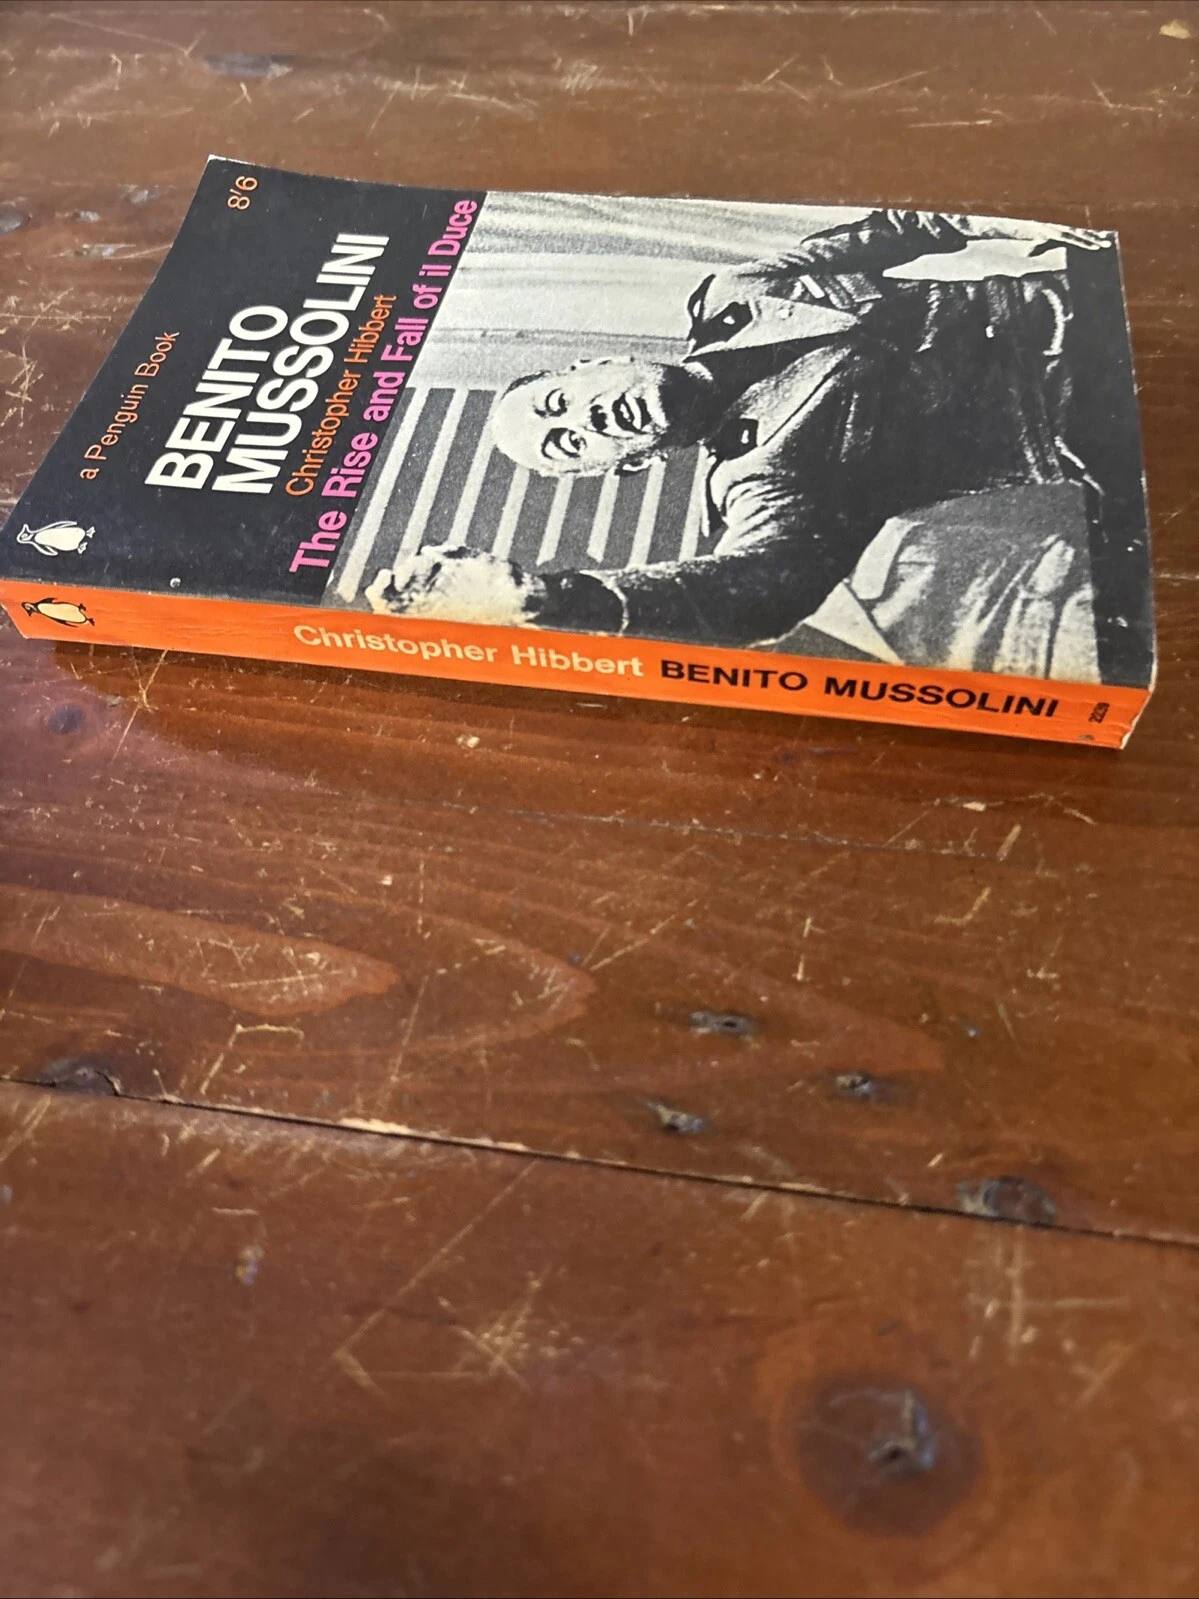 a Penguin Book
8'6
BENITO
MUSSOLINI
Christopher Hibbert
The Rise and Fall of il Duce
Christopher Hibbert BENITO MUSSOLINI